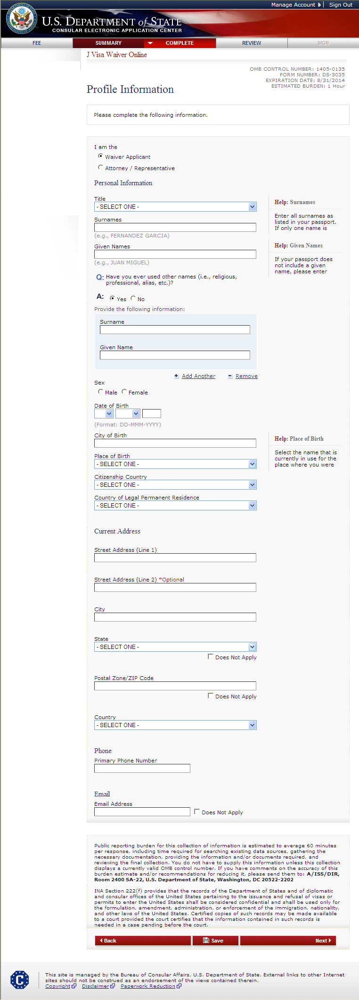 Manage Account | Sign Out
U.S. DEPARTMENT of STATE
CONSULAR ELECTRONIC APPLICATION CENTER
FEE SUMMARY COMPLETE REVIEW SIGN
J Visa Waiver Online
OMB CONTROL NUMBER: 1405-0135
FORM NUMBER: DS-3035
EXPIRATION DATE: 8/31/2014
ESTIMATED BURDEN: 1 Hour
Profile Information
Please complete the following information.
I am the
Waiver Applicant
Attorney / Representative
Personal Information
Title
- SELECT ONE -
Surnames
(e.g., FERNANDEZ GARCIA)
Help: Surnames
Enter all surnames as
listed in your passport.
If only one name is
Given Names
(e.g., JUAN MIGUEL)
Help: Given Names
If your passport does
not include a given
name, please enter
Q: Have you ever used other names (i.e., religious,
professional, alias, etc.)?
A: Yes No
Provide the following information:
Surname
Given Name
Add Another Remove
Sex
Male Female
Date of Birth
(Format: DD-MMM-YYYY)
City of Birth
Place of Birth
- SELECT ONE -
Help: Place of Birth
Select the name that is
currently in use for the
place where you were
Citizenship Country
- SELECT ONE -
Country of Legal Permanent Residence
- SELECT ONE -
Current Address
Street Address (Line 1)
Street Address (Line 2) *Optional
City
State
- SELECT ONE -
Does Not Apply
Postal Zone/ZIP Code
Does Not Apply
Country
- SELECT ONE -
Phone
Primary Phone Number
Email
Email Address
Does Not Apply
Public reporting burden for this collection of information is estimated to average 60 minutes
per response, including time required for searching existing data sources, gathering the
necessary documentation, providing the information and/or documents required, and
reviewing the final collection. You do not have to supply this information unless this collection
displays a currently valid OMB control number. If you have comments on the accuracy of this
burden estimate and/or recommendations for reducing it, please send them to: A/ISS/DIR,
Room 2400 SA-22, U.S. Department of State, Washington, DC 20522-2202
INA Section 222(f) provides that the records of the Department of State and of diplomatic
and consular offices of the United States pertaining to the issuance and refusal of visas or
permits to enter the United States shall be considered confidential and shall be used only for
the formulation, amendment, administration, or enforcement of the immigration, nationality,
and other laws of the United States. Certified copies of such records may be made available
to a court provided the court certifies that the information contained in such records is
needed in a case pending before the court.
Back Save Next
This site is managed by the Bureau of Consular Affairs, U.S. Department of State. External links to other Internet
sites should not be construed as an endorsement of the views contained therein.
Copyright Disclaimer Paperwork Reduction